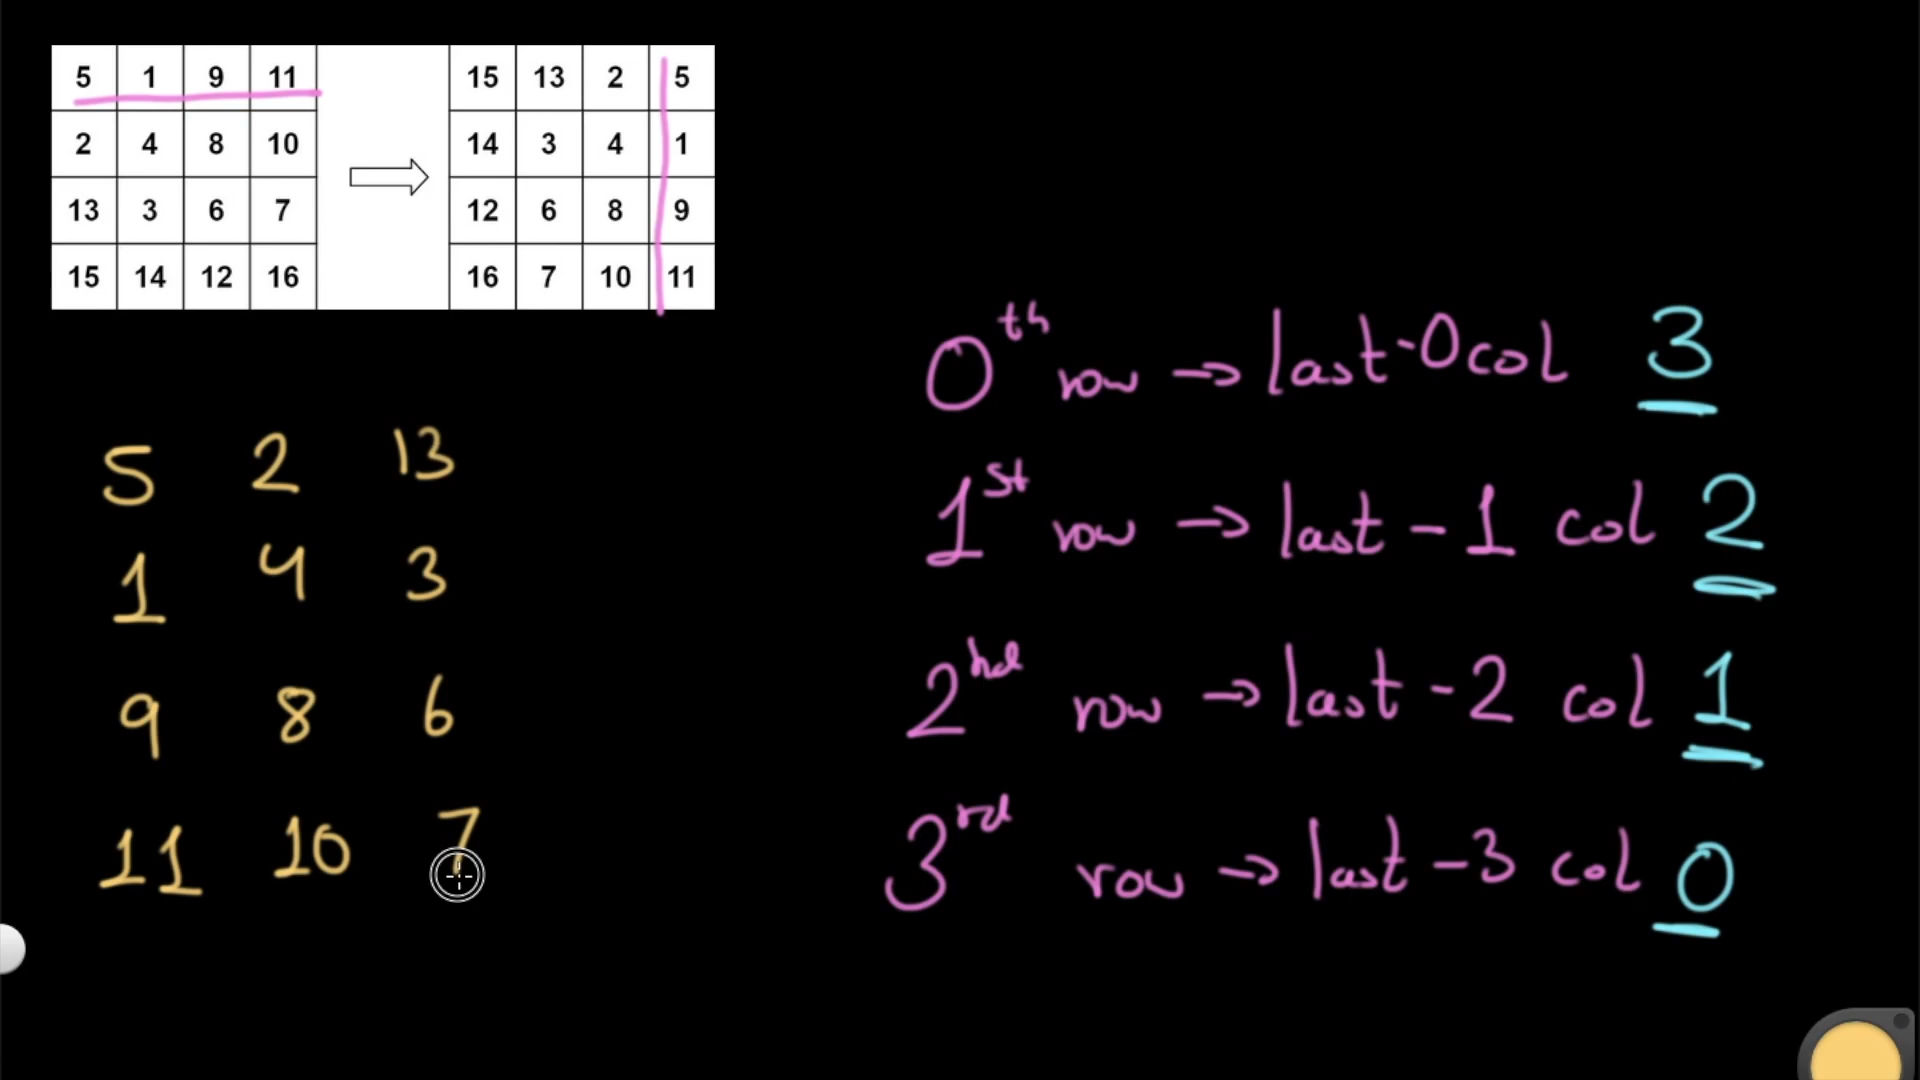 5 1 9 11 15 13 2 5
2 4 8 10 14 3 4 1
13 3 6 7 12 6 8 9
15 14 12 16 16 7 10 11
5 2 13
1 4 3
9 8 6
11 10 7
0th row → last-0 col 3
1st row → last - 1 col 2
2nd row → last - 2 col 1
3rd row → last - 3 col 0